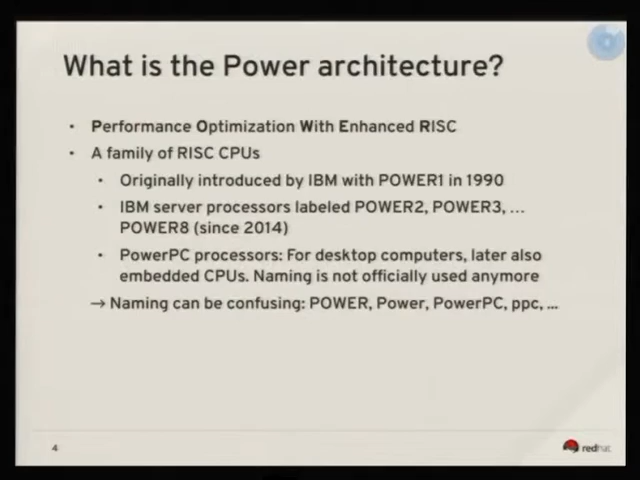 What is the Power architecture?
• Performance Optimization With Enhanced RISC
• A family of RISC CPUs
• Originally introduced by IBM with POWER1 in 1990
• IBM server processors labeled POWER2, POWER3, ...
POWER8 (since 2014)
• PowerPC processors: For desktop computers, later also
embedded CPUs. Naming is not officially used anymore
→ Naming can be confusing: POWER, Power, PowerPC, ppc, ...
4
redhat